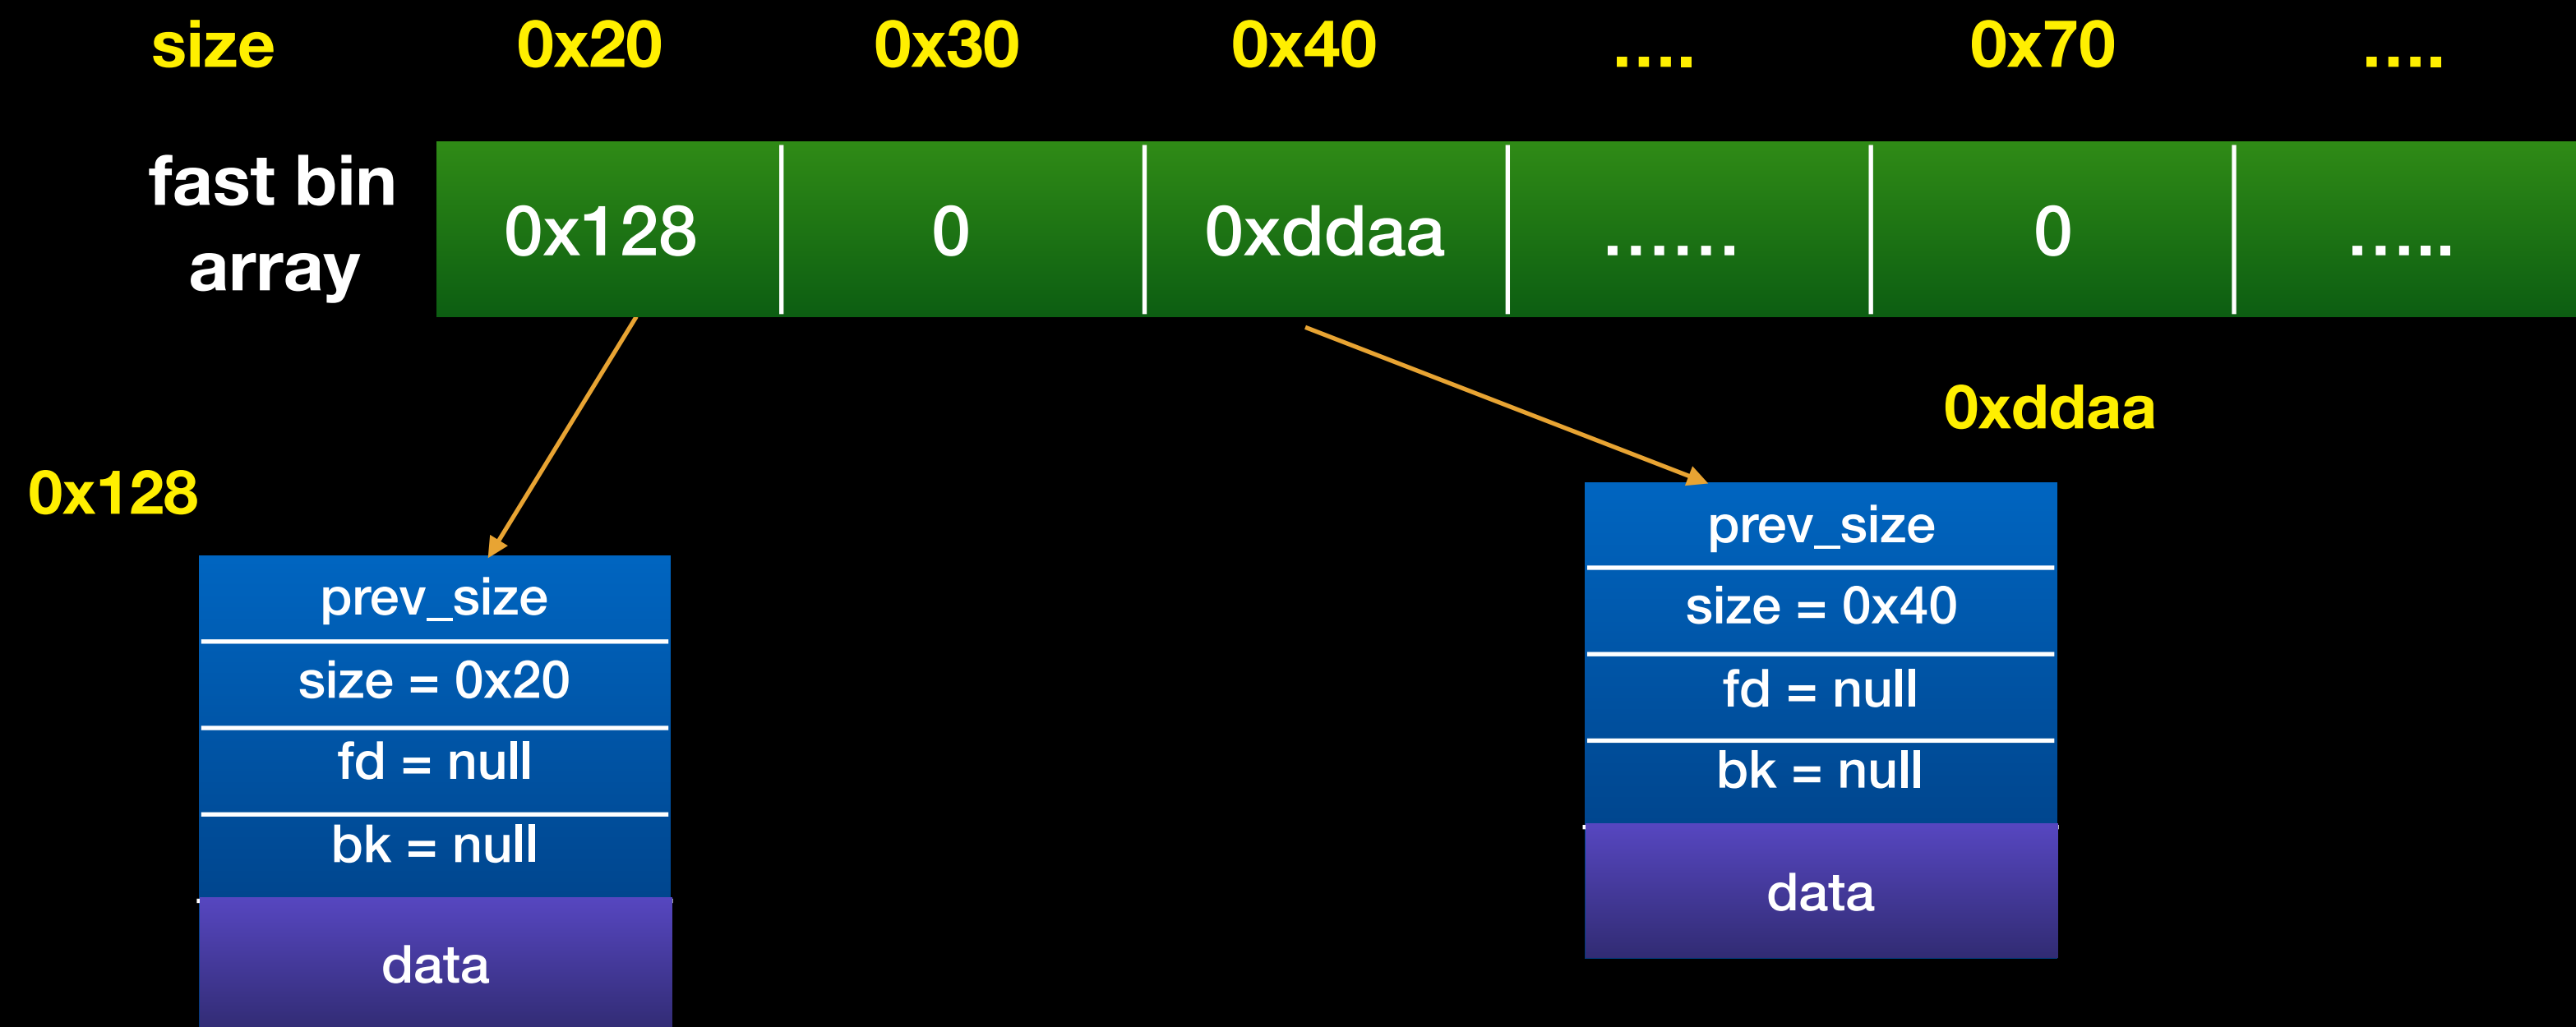 size 0x20 0x30 0x40 .... 0x70 ....
fast bin
array
0x128 0 0xddaa ...... 0 .....
0xddaa
0x128
prev_size
size = 0x40
fd = null
bk = null
data
prev_size
size = 0x20
fd = null
bk = null
data